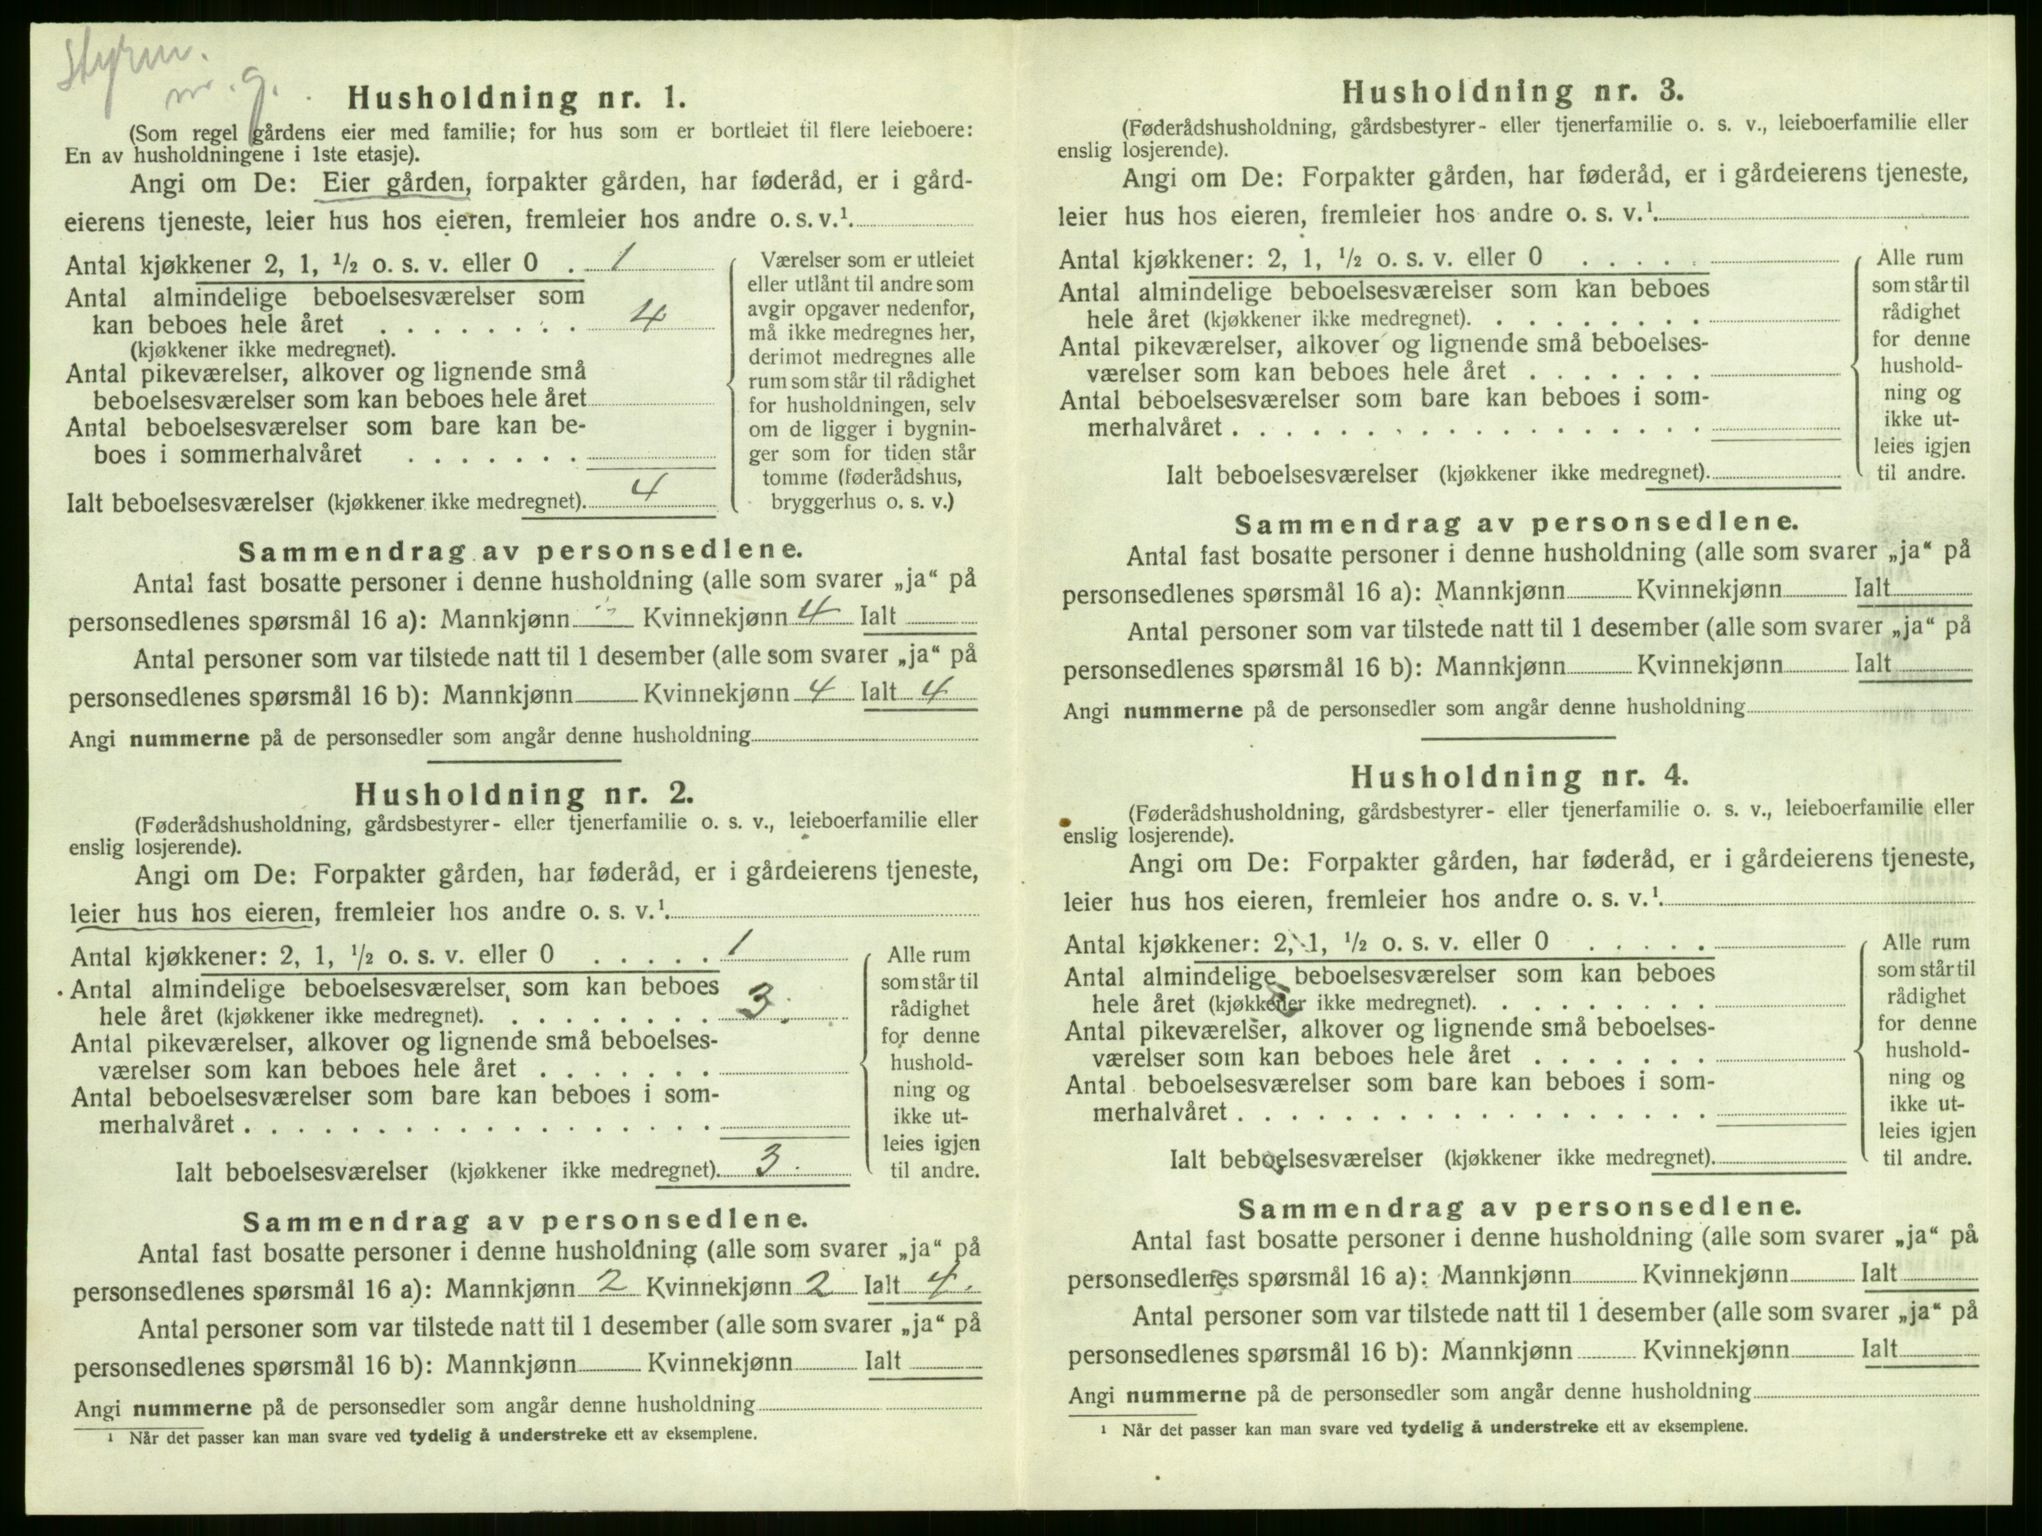 Husholdning nr. 1.
(Som regel gårdens eier med familie; for hus som er bortleiet til flere leieboere:
En av husholdningene i 1ste etasje).
Angi om De: Eier gården, forpakter gården, har føderåd, er i gård-
eierens tjeneste, leier hus hos eieren, fremleier hos andre o. s. v.¹
Antal kjøkkener 2, 1, ½ o. s. v. eller 0 . 1
Antal almindelige beboelsesværelser som
kan beboes hele året . . . . . . . . 4
(kjøkkener ikke medregnet).
Antal pikeværelser, alkover og lignende små
beboelsesværelser som kan beboes hele året
Antal beboelsesværelser som bare kan be-
boes i sommerhalvåret . . . . . . .
Ialt beboelsesværelser (kjøkkener ikke medregnet). 4
Værelser som er utleiet
eller utlånt til andre som
avgir opgaver nedenfor,
må ikke medregnes her,
derimot medregnes alle
rum som står til rådighet
for husholdningen, selv
om de ligger i bygnin-
ger som for tiden står
tomme (føderådshus,
bryggerhus o. s. v.)
Sammendrag av personsedlene.
Antal fast bosatte personer i denne husholdning (alle som svarer „ja“ på
personsedlenes spørsmål 16 a): Mannkjønn Kvinnekjønn 4 Ialt
Antal personer som var tilstede natt til 1 desember (alle som svarer „ja“ på
personsedlenes spørsmål 16 b): Mannkjønn Kvinnekjønn 4 Ialt 4
Angi nummerne på de personsedler som angår denne husholdning
Husholdning nr. 2.
(Føderådshusholdning, gårdsbestyrer- eller tjenerfamilie o. s. v., leieboerfamilie eller
enslig losjerende).
Angi om De: Forpakter gården, har føderåd, er i gårdeierens tjeneste,
leier hus hos eieren, fremleier hos andre o. s. v.¹
Antal kjøkkener: 2, 1, ½ o. s. v. eller 0 . . . . . 1
Antal almindelige beboelsesværelser som kan beboes
hele året (kjøkkener ikke medregnet). . . . . . . . . 3.
Antal pikeværelser, alkover og lignende små beboelses-
værelser som kan beboes hele året . . . . . . .
Antal beboelsesværelser som bare kan beboes i som-
merhalvåret . . . . . . . . . . . . . . . . . .
Ialt beboelsesværelser (kjøkkener ikke medregnet). 3.
Alle rum
som står til
rådighet
for denne
hushold-
ning og
ikke ut-
leies igjen
til andre.
Sammendrag av personsedlene.
Antal fast bosatte personer i denne husholdning (alle som svarer „ja“ på
personsedlenes spørsmål 16 a): Mannkjønn 2 Kvinnekjønn 2 Ialt 4.
Antal personer som var tilstede natt til 1 desember (alle som svarer „ja“ på
personsedlenes spørsmål 16 b): Mannkjønn Kvinnekjønn Ialt
Angi nummerne på de personsedler som angår denne husholdning
¹ Når det passer kan man svare ved tydelig å understreke ett av eksemplene.
Husholdning nr. 3.
(Føderådshusholdning, gårdsbestyrer- eller tjenerfamilie o. s. v., leieboerfamilie eller
enslig losjerende).
Angi om De: Forpakter gården, har føderåd, er i gårdeierens tjeneste,
leier hus hos eieren, fremleier hos andre o. s. v.¹
Antal kjøkkener: 2, 1, ½ o. s. v. eller 0 . . . . .
Antal almindelige beboelsesværelser som kan beboes
hele året (kjøkkener ikke medregnet). . . . . . . . .
Antal pikeværelser, alkover og lignende små beboelses-
værelser som kan beboes hele året . . . . . . .
Antal beboelsesværelser som bare kan beboes i som-
merhalvåret . . . . . . . . . . . . . . . . . .
Ialt beboelsesværelser (kjøkkener ikke medregnet).
Alle rum
som står til
rådighet
for denne
hushold-
ning og
ikke ut-
leies igjen
til andre.
Sammendrag av personsedlene.
Antal fast bosatte personer i denne husholdning (alle som svarer „ja“ på
personsedlenes spørsmål 16 a): Mannkjønn Kvinnekjønn Ialt
Antal personer som var tilstede natt til 1 desember (alle som svarer „ja“ på
personsedlenes spørsmål 16 b): Mannkjønn Kvinnekjønn Ialt
Angi nummerne på de personsedler som angår denne husholdning
Husholdning nr. 4.
(Føderådshusholdning, gårdsbestyrer- eller tjenerfamilie o. s. v., leieboerfamilie eller
enslig losjerende).
Angi om De: Forpakter gården, har føderåd, er i gårdeierens tjeneste,
leier hus hos eieren, fremleier hos andre o. s. v.¹
Antal kjøkkener: 2, 1, ½ o. s. v. eller 0 . . . . .
Antal almindelige beboelsesværelser som kan beboes
hele året (kjøkkener ikke medregnet). . . . . . . . .
Antal pikeværelser, alkover og lignende små beboelses-
værelser som kan beboes hele året . . . . . . .
Antal beboelsesværelser som bare kan beboes i som-
merhalvåret . . . . . . . . . . . . . . . . . .
Ialt beboelsesværelser (kjøkkener ikke medregnet).
Alle rum
som står til
rådighet
for denne
hushold-
ning og
ikke ut-
leies igjen
til andre.
Sammendrag av personsedlene.
Antal fast bosatte personer i denne husholdning (alle som svarer „ja“ på
personsedlenes spørsmål 16 a): Mannkjønn Kvinnekjønn Ialt
Antal personer som var tilstede natt til 1 desember (alle som svarer „ja“ på
personsedlenes spørsmål 16 b): Mannkjønn Kvinnekjønn Ialt
Angi nummerne på de personsedler som angår denne husholdning
¹ Når det passer kan man svare ved tydelig å understreke ett av eksemplene.